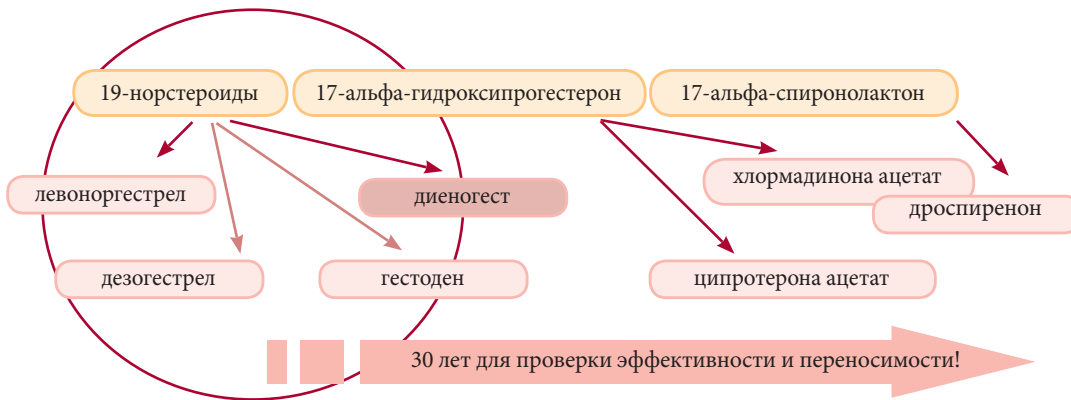 19-норстероиды
17-альфа-гидроксипрогестерон
17-альфа-спиронолактон
левоноргестрел
диеногест
хлормадинона ацетат
дроспиренон
дезогестрел
гестоден
ципротерона ацетат
30 лет для проверки эффективности и переносимости!